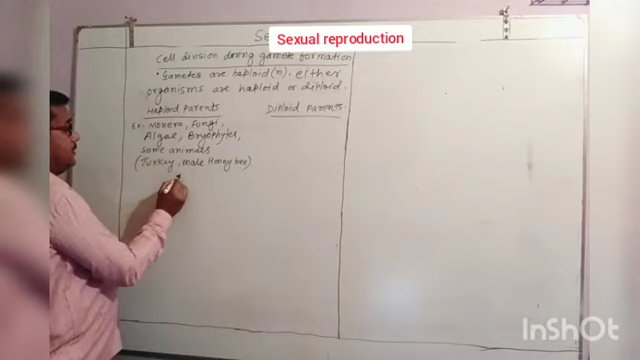 Sexual reproduction
Cell division during gamete formation
• Gametes are haploid (n), either
organisms are haploid or diploid.
Haploid Parents Diploid Parents
Ex- Monera, Fungi,
Algae, Bryophytes,
Some animals
(Turkey, male Honey bee)
InShOt